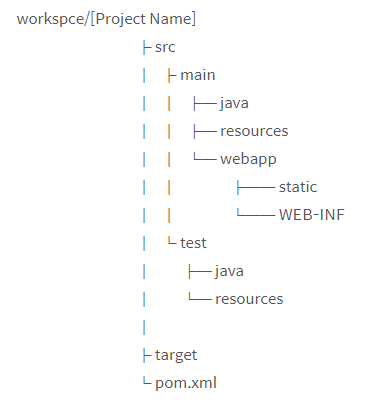 workspce/[Project Name]
├ src
│ ├ main
│ │ ├── java
│ │ ├── resources
│ │ └── webapp
│ │ ├─── static
│ │ └─── WEB-INF
│ └ test
│ ├── java
│ └── resources
│
├ target
└ pom.xml